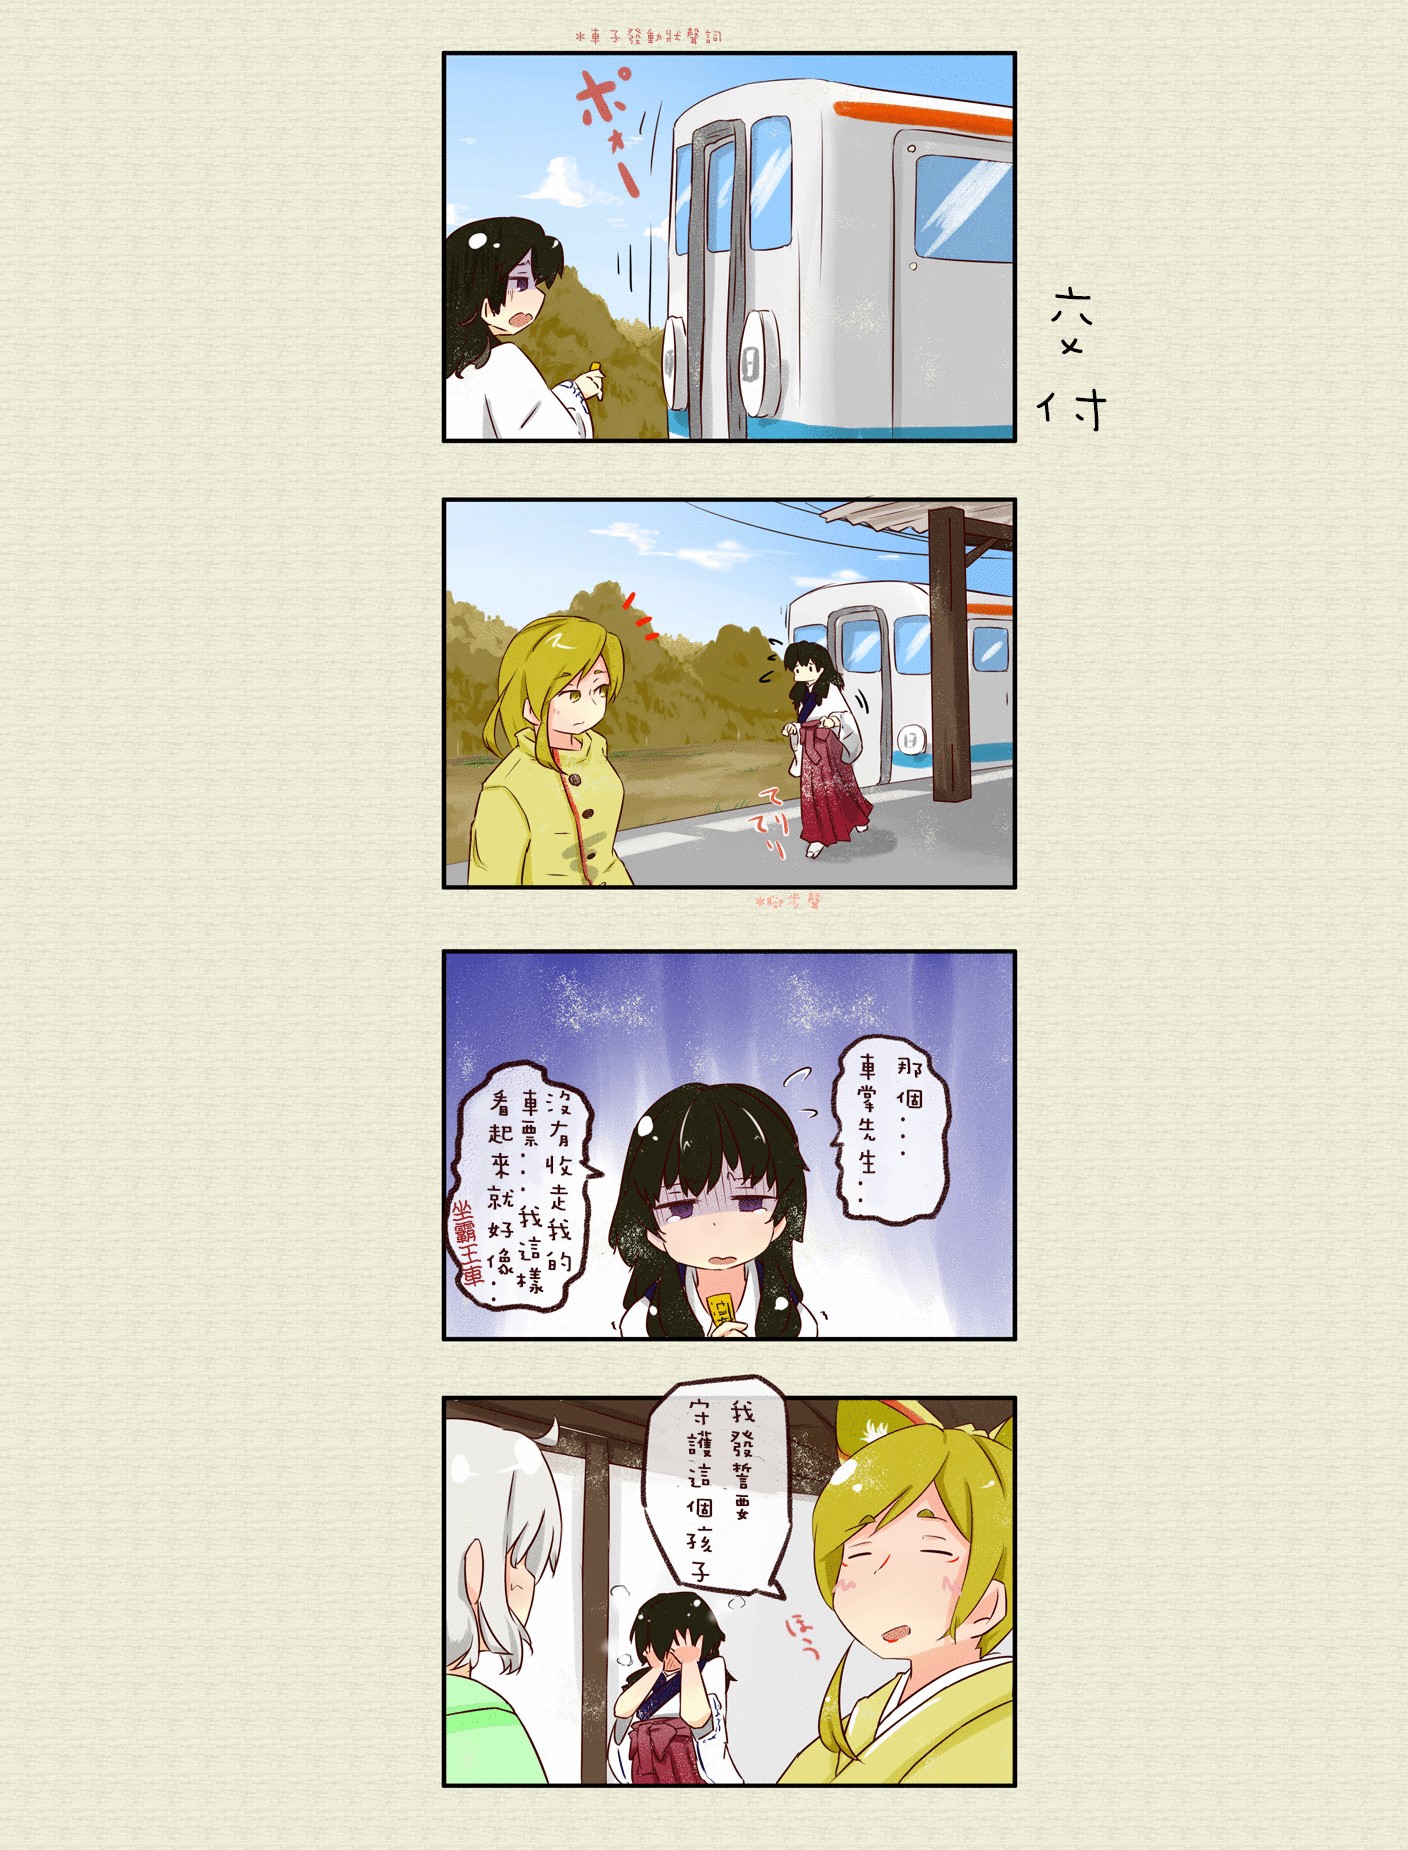 交付
*車子發動狀聲詞
ポォー
てりり
てり
*腳步聲
那個...
車掌先生..
沒有收走我的
車票...我這樣
看起來就好像..
坐霸王車
我發誓要
守護這個孩子
ほう